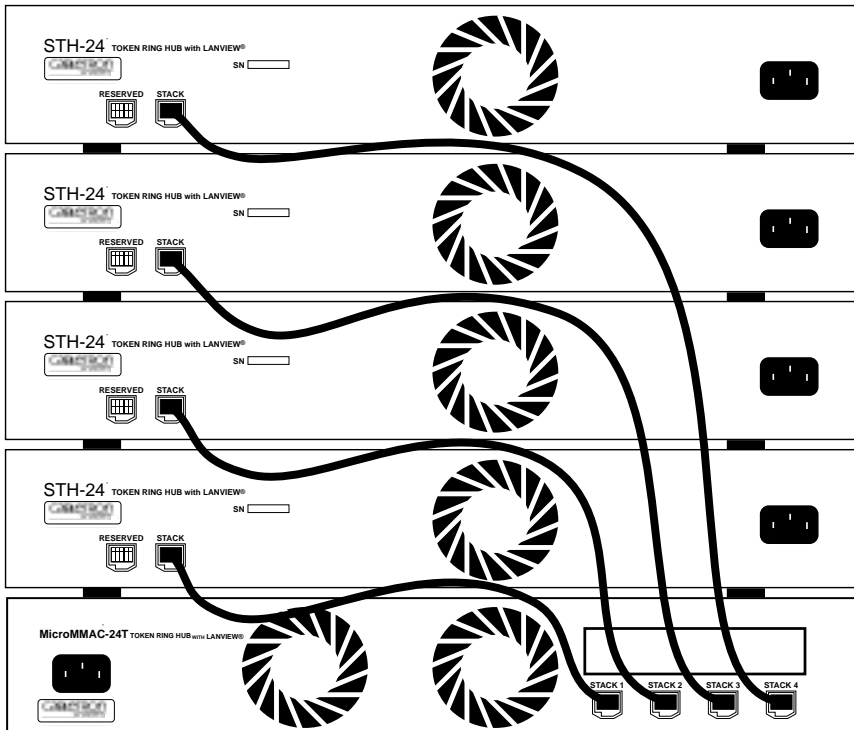 STH-24 TOKEN RING HUB with LANVIEW®
SN
RESERVED STACK
STH-24 TOKEN RING HUB with LANVIEW®
SN
RESERVED STACK
STH-24 TOKEN RING HUB with LANVIEW®
SN
RESERVED STACK
STH-24 TOKEN RING HUB with LANVIEW®
SN
RESERVED STACK
MicroMMAC-24T TOKEN RING HUB WITH LANVIEW®
STACK 1 STACK 2 STACK 3 STACK 4